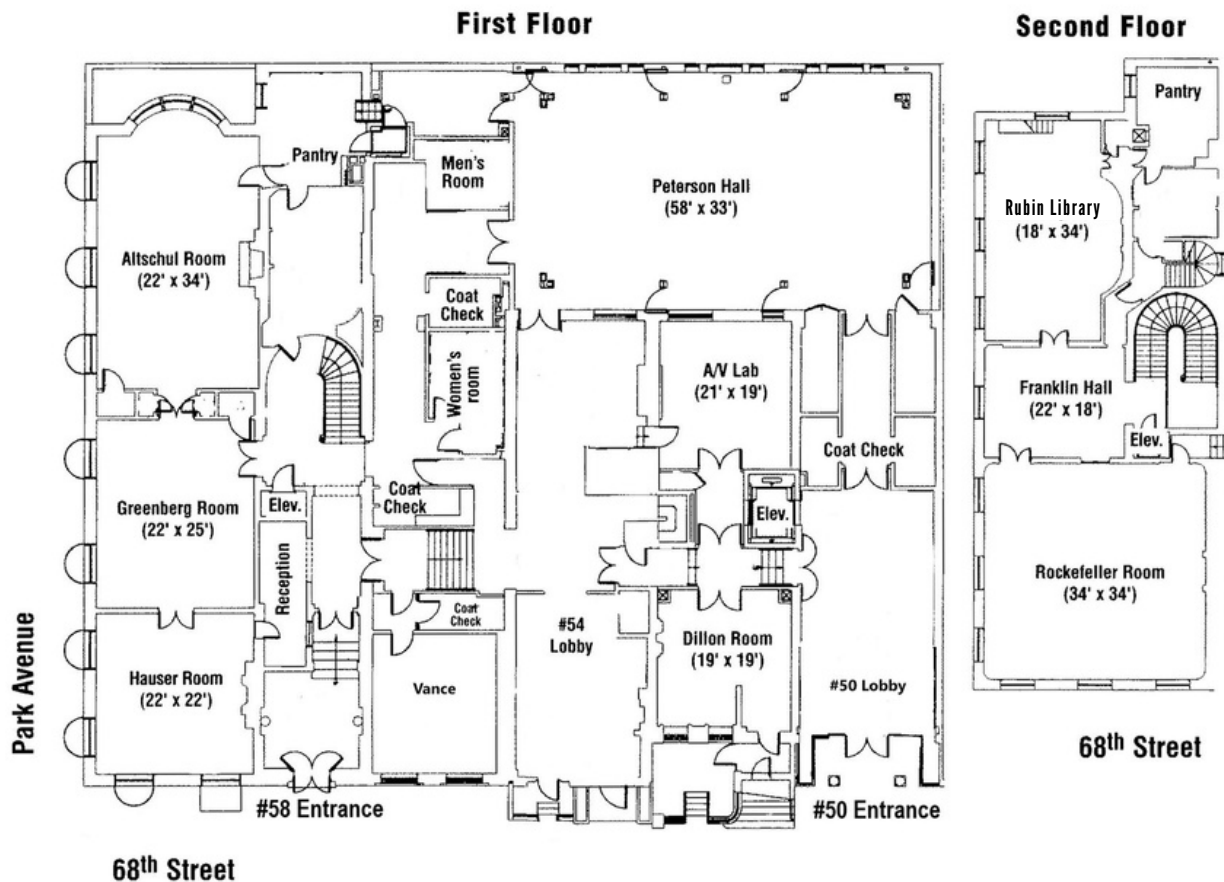 First Floor
Second Floor
Pantry
Men's
Room
Peterson Hall
(58' x 33')
Altschul Room
(22' x 34')
Coat
Check
Women's
room
A/V Lab
(21' x 19')
Coat Check
Greenberg Room
(22' x 25')
Elev.
Coat
Check
Elev.
Reception
Coat
Check
#54
Lobby
Dillon Room
(19' x 19')
Hauser Room
(22' x 22')
Vance
#50 Lobby
Park Avenue
#58 Entrance
#50 Entrance
68th Street
Pantry
Rubin Library
(18' x 34')
Franklin Hall
(22' x 18')
Elev.
Rockefeller Room
(34' x 34')
68th Street